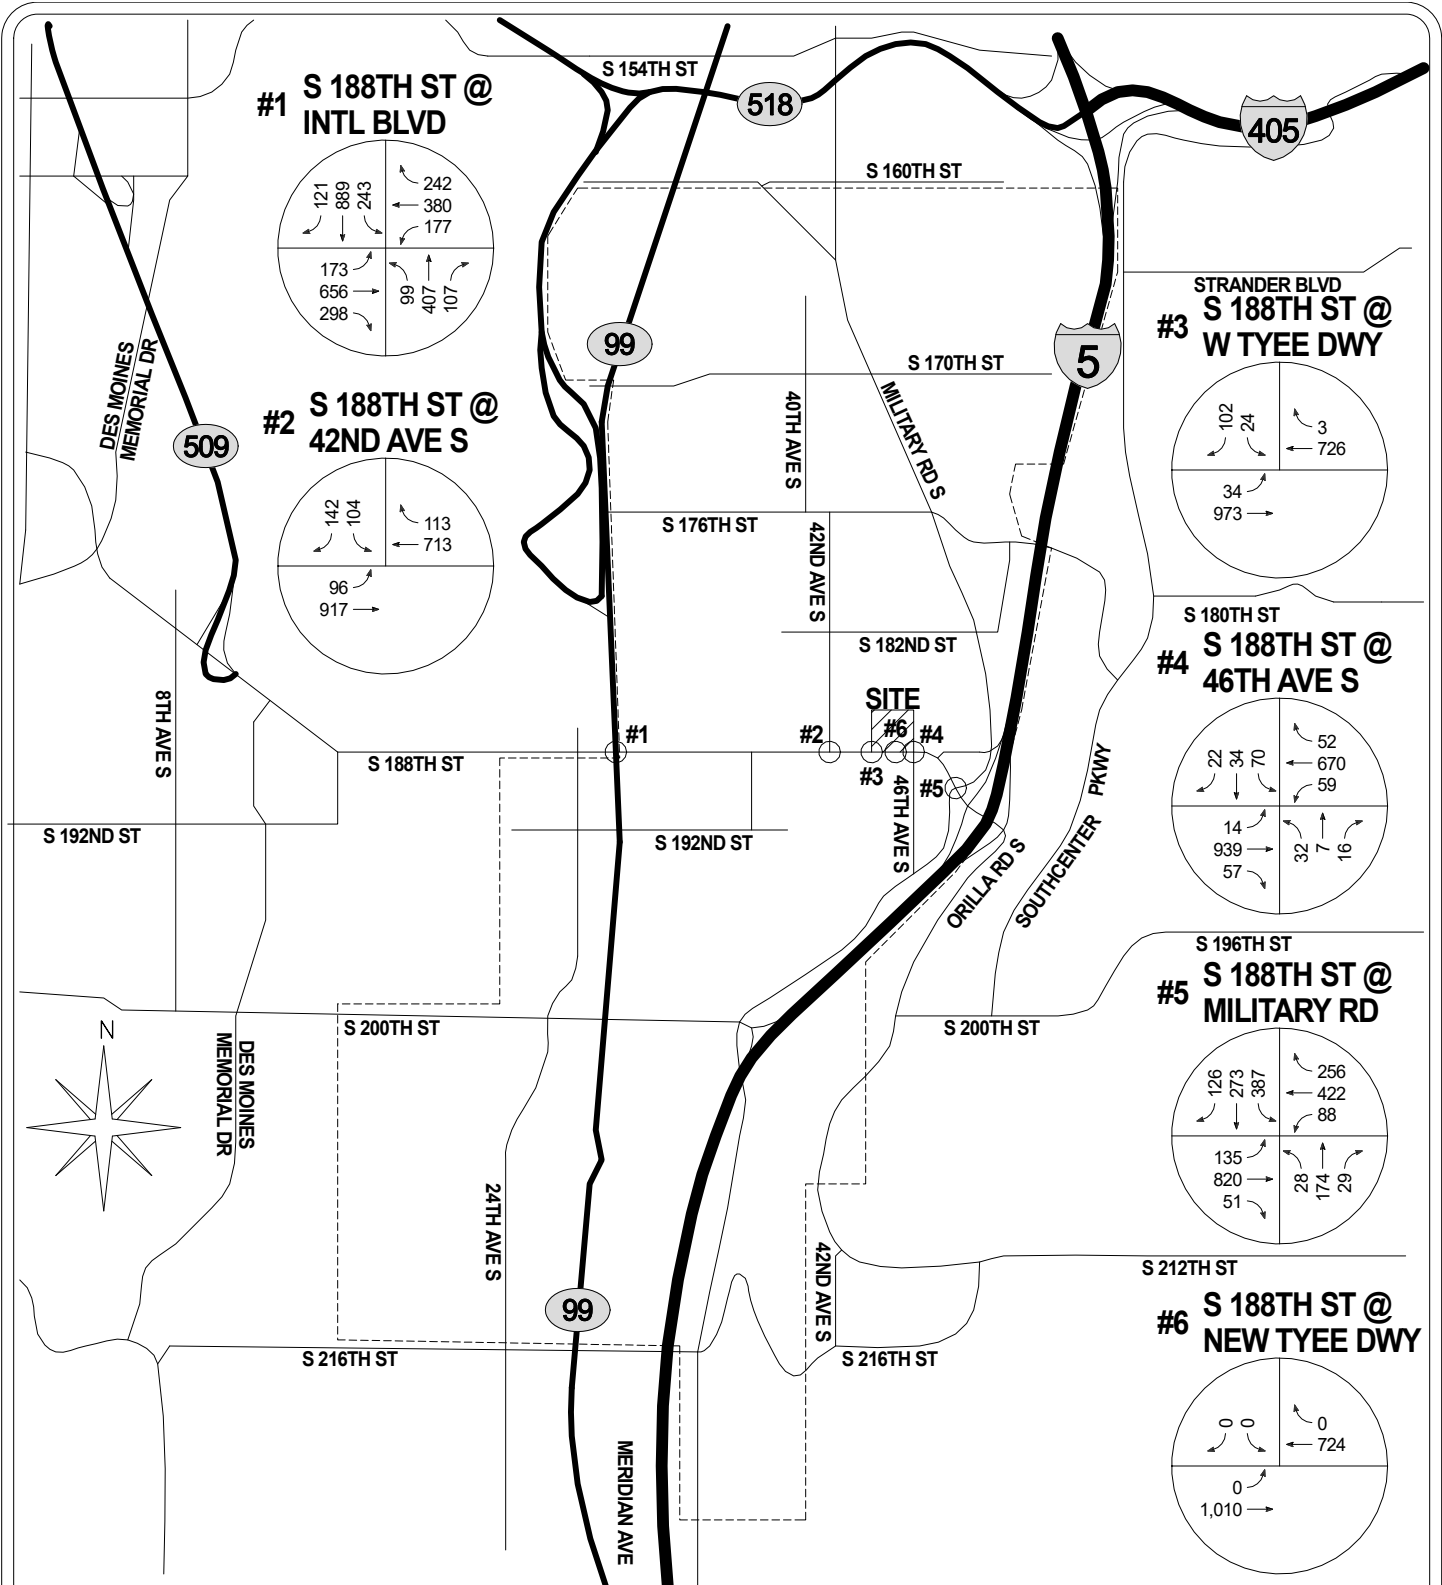 #1
S 188TH ST @
INTL BLVD
121
889
243
242
380
177
173
656
298
99
407
107
#2
S 188TH ST @
42ND AVE S
142
104
113
713
96
917
#3
S 188TH ST @
W TYEE DWY
102
24
3
726
34
973
#4
S 188TH ST @
46TH AVE S
22
34
70
52
670
59
14
939
57
32
7
16
#5
S 188TH ST @
MILITARY RD
126
273
387
256
422
88
135
820
51
28
174
29
#6
S 188TH ST @
NEW TYEE DWY
0
0
0
724
0
1,010
S 154TH ST
518
405
S 160TH ST
STRANDER BLVD
99
5
S 170TH ST
DES MOINES
MEMORIAL DR
509
40TH AVE S
MILITARY RD S
S 176TH ST
42ND AVE S
S 180TH ST
S 182ND ST
SITE
8TH AVE S
#1
#2
#6
#4
#3
#5
S 188TH ST
46TH AVE S
SOUTHCENTER PKWY
S 192ND ST
S 192ND ST
ORILLA RD S
S 196TH ST
N
S 200TH ST
S 200TH ST
DES MOINES
MEMORIAL DR
24TH AVE S
42ND AVE S
S 212TH ST
99
S 216TH ST
S 216TH ST
MERIDIAN AVE